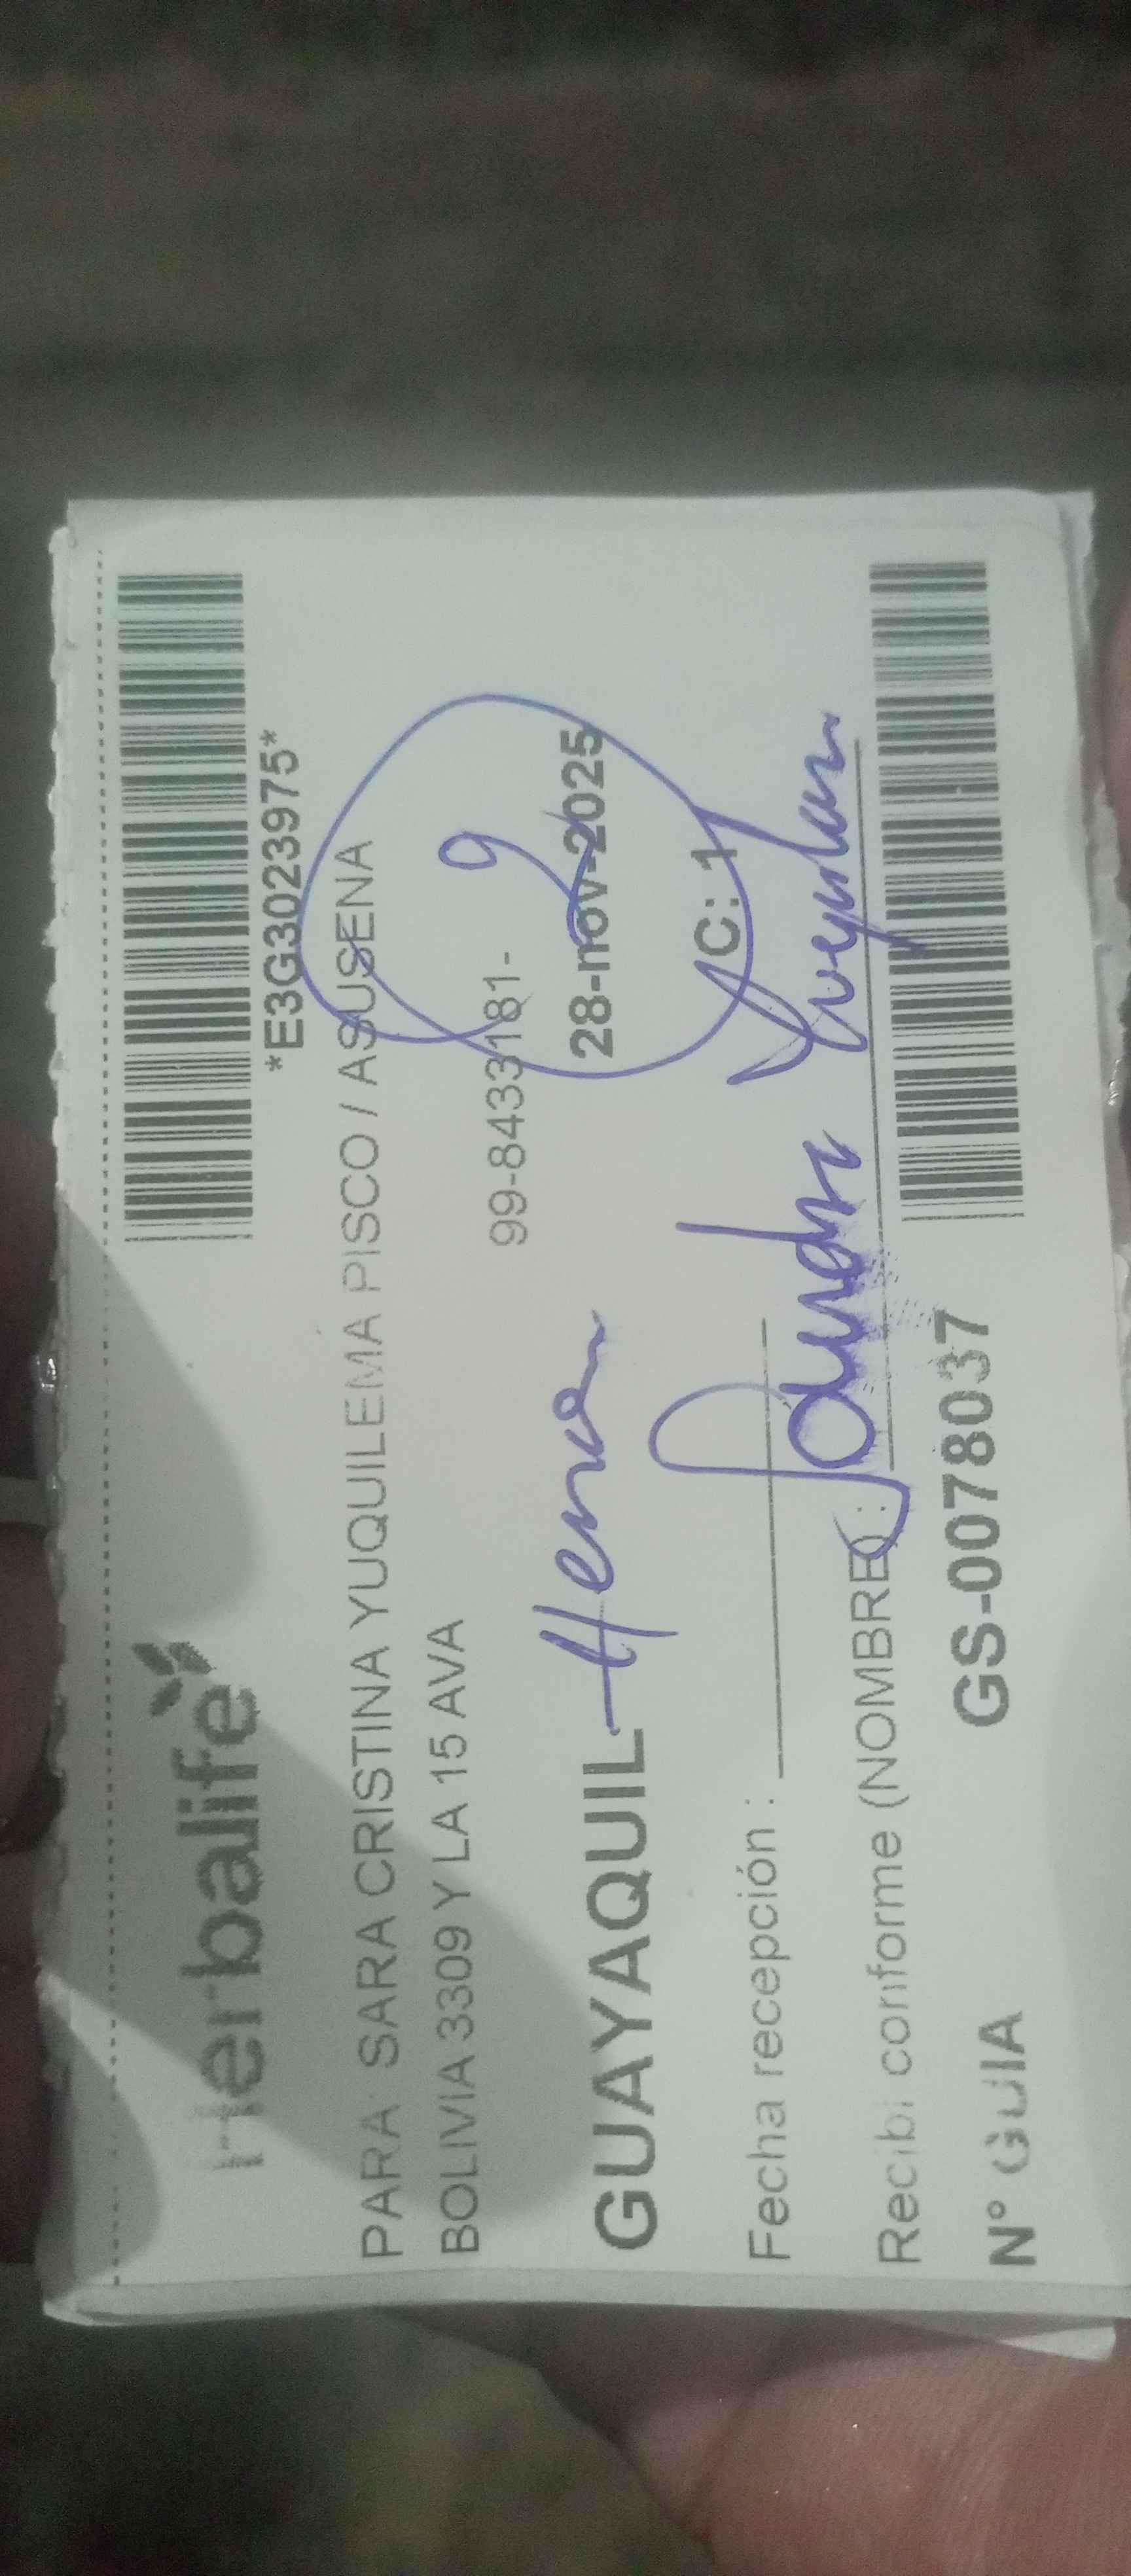 Herbalife
*E3G3023975*
PARA: SARA CRISTINA YUQUILEMA PISCO / ASUSENA
BOLIVIA 3309 Y LA 15 AVA
99-8433181-
GUAYAQUIL
28-nov-2025
Fecha recepción :
C: 1
Recibi conforme (NOMBRE) :
N° GUIA GS-0078037